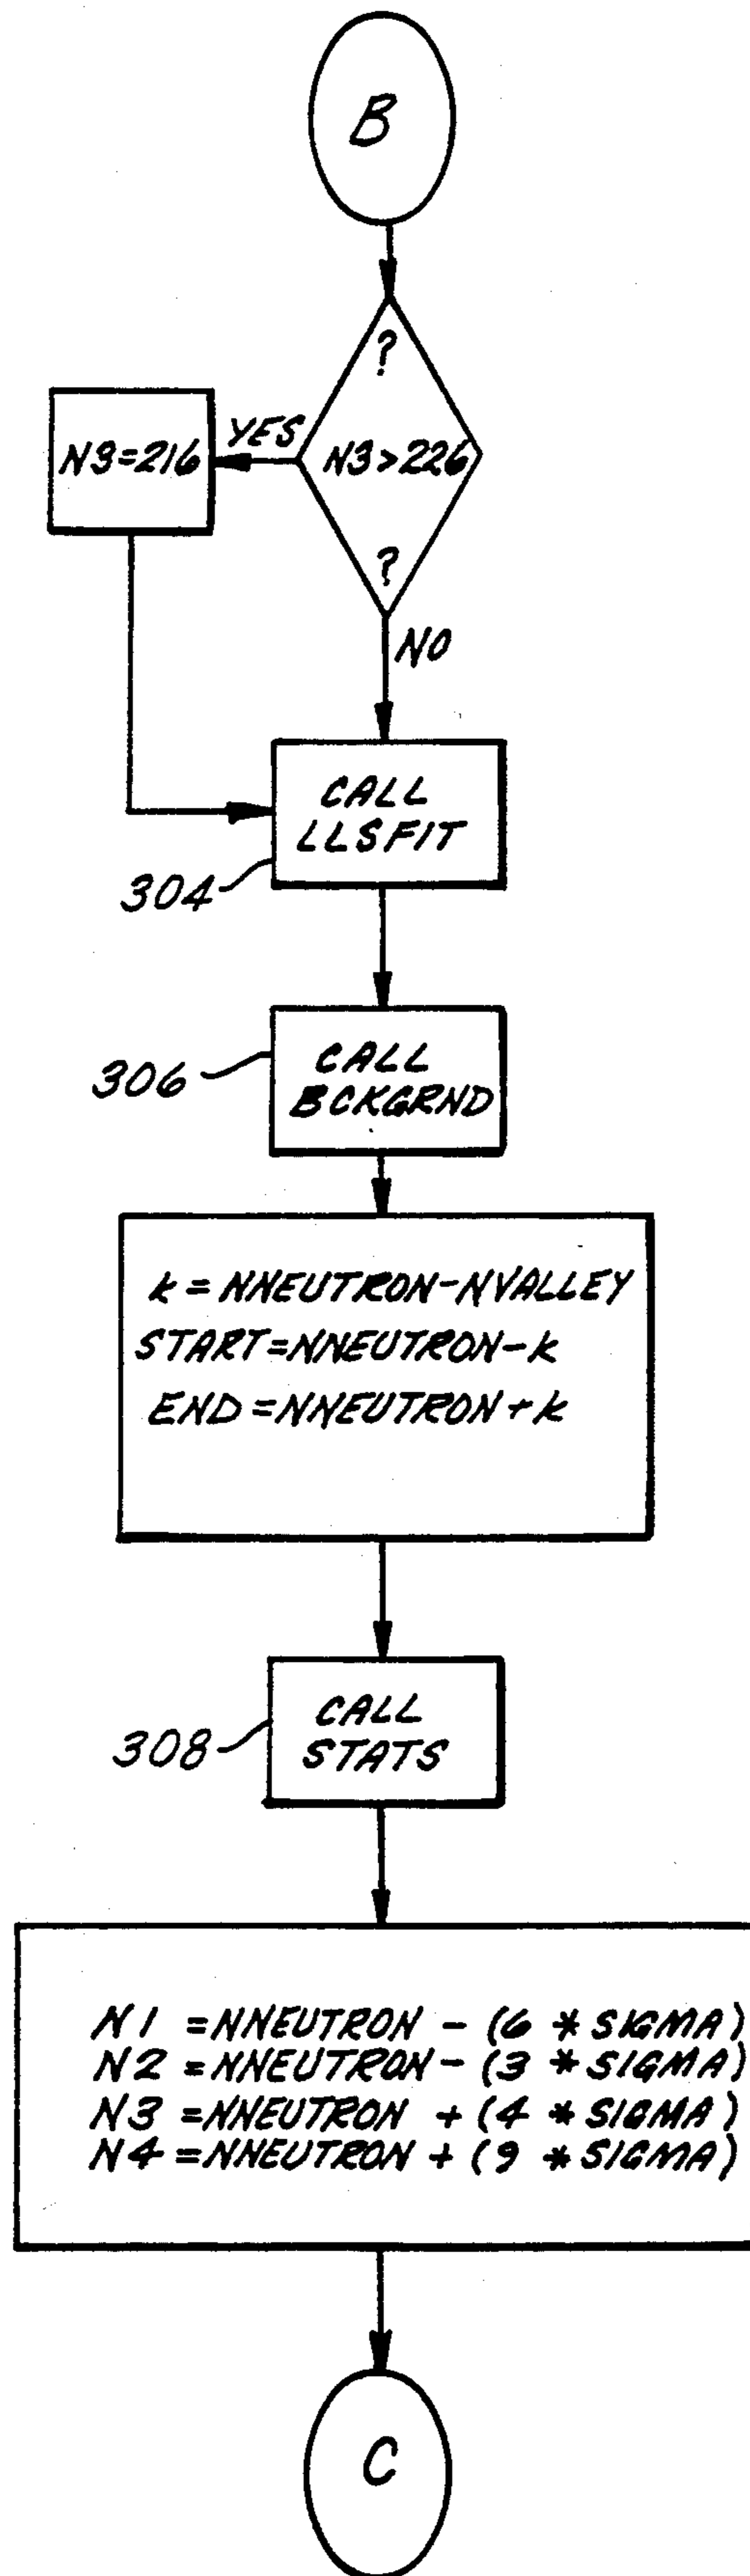 B
?
N3>226
?
YES
N3=216
NO
CALL
LLSFIT
304
CALL
BCKGRND
306
k = NNEUTRON-NVALLEY
START=NNEUTRON-k
END=NNEUTRON+k
CALL
STATS
308
N1 =NNEUTRON - (6 * SIGMA)
N2 =NNEUTRON - (3 * SIGMA)
N3 =NNEUTRON + (4 * SIGMA)
N4 =NNEUTRON + (9 * SIGMA)
C